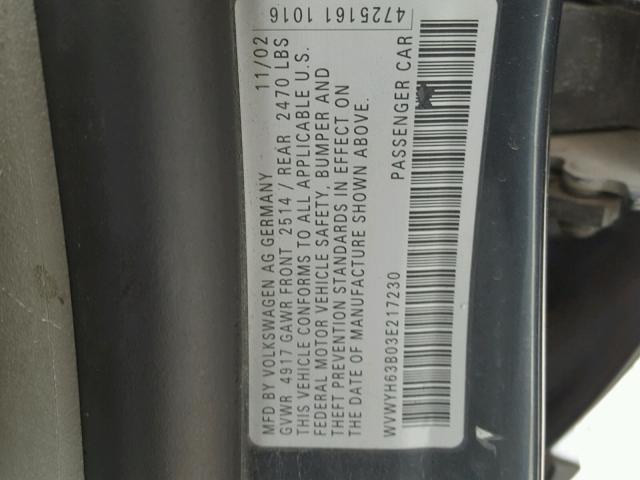 4725161 1016
MFD BY VOLKSWAGEN AG GERMANY 11/02
GVWR 4917 GAWR FRONT 2514 / REAR 2470 LBS
THIS VEHICLE CONFORMS TO ALL APPLICABLE U.S.
FEDERAL MOTOR VEHICLE SAFETY, BUMPER AND
THEFT PREVENTION STANDARDS IN EFFECT ON
THE DATE OF MANUFACTURE SHOWN ABOVE.
WVWYH63B03E217230 PASSENGER CAR